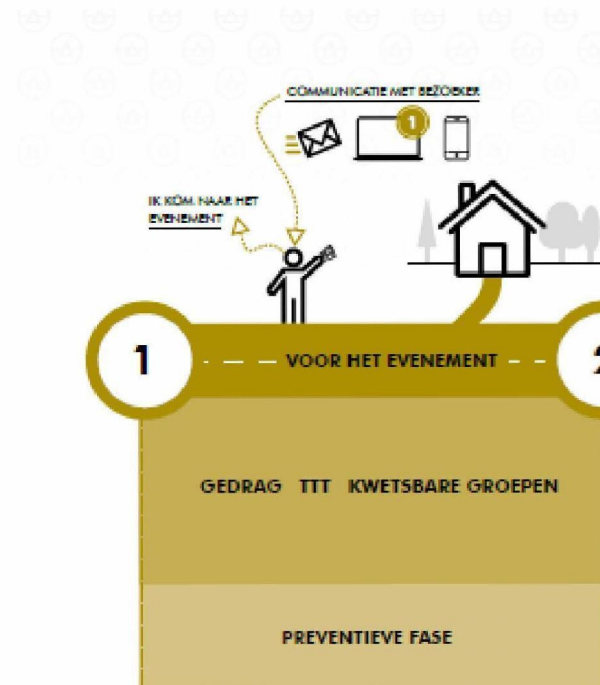 COMMUNICATIE MET BEZOEKER
1
IK KOM NAAR HET
EVENEMENT
1
VOOR HET EVENEMENT
2
GEDRAG TTT KWETSBARE GROEPEN
PREVENTIEVE FASE